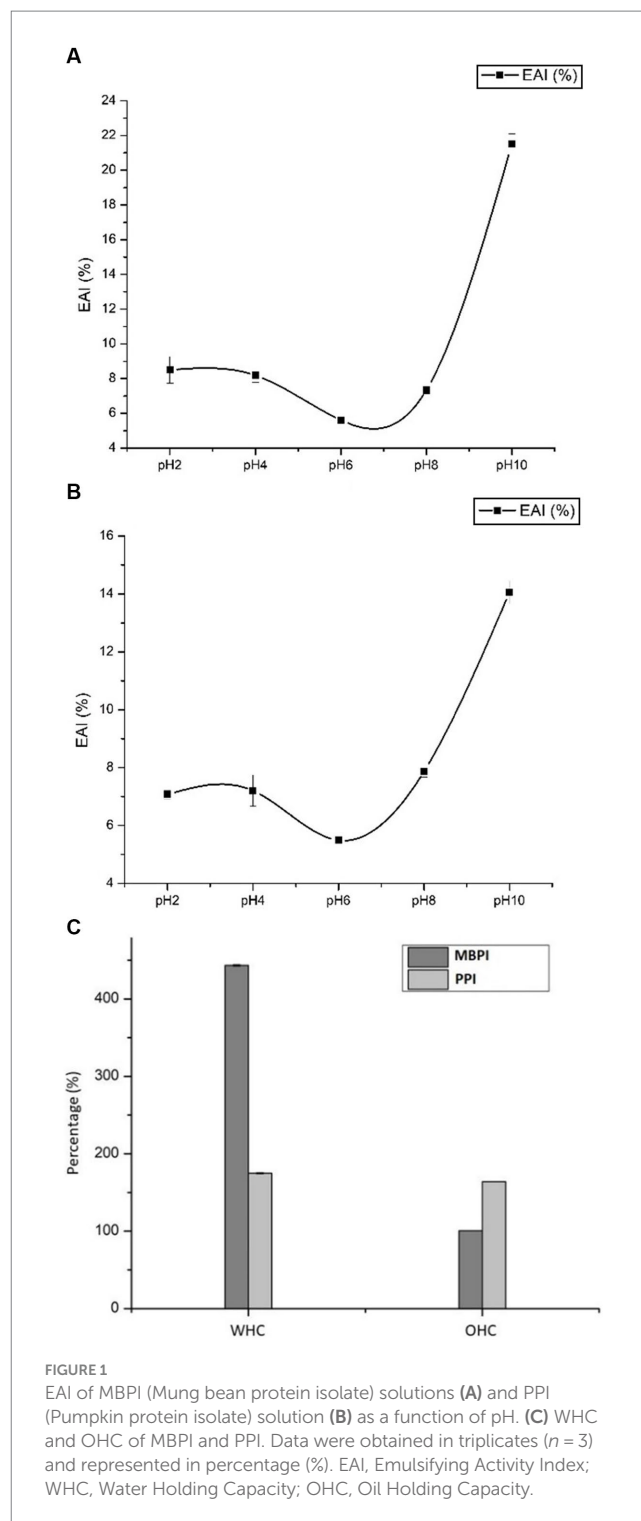 A
EAI (%)
24
22
20
18
16
14
12
10
8
6
4
EAI (%)
pH2 pH4 pH6 pH8 pH10
B
EAI (%)
16
14
12
10
8
6
4
EAI (%)
pH2 pH4 pH6 pH8 pH10
C
MBPI
PPI
400
300
200
100
0
Percentage (%)
WHC OHC
FIGURE 1
EAI of MBPI (Mung bean protein isolate) solutions (A) and PPI
(Pumpkin protein isolate) solution (B) as a function of pH. (C) WHC
and OHC of MBPI and PPI. Data were obtained in triplicates (n = 3)
and represented in percentage (%). EAI, Emulsifying Activity Index;
WHC, Water Holding Capacity; OHC, Oil Holding Capacity.